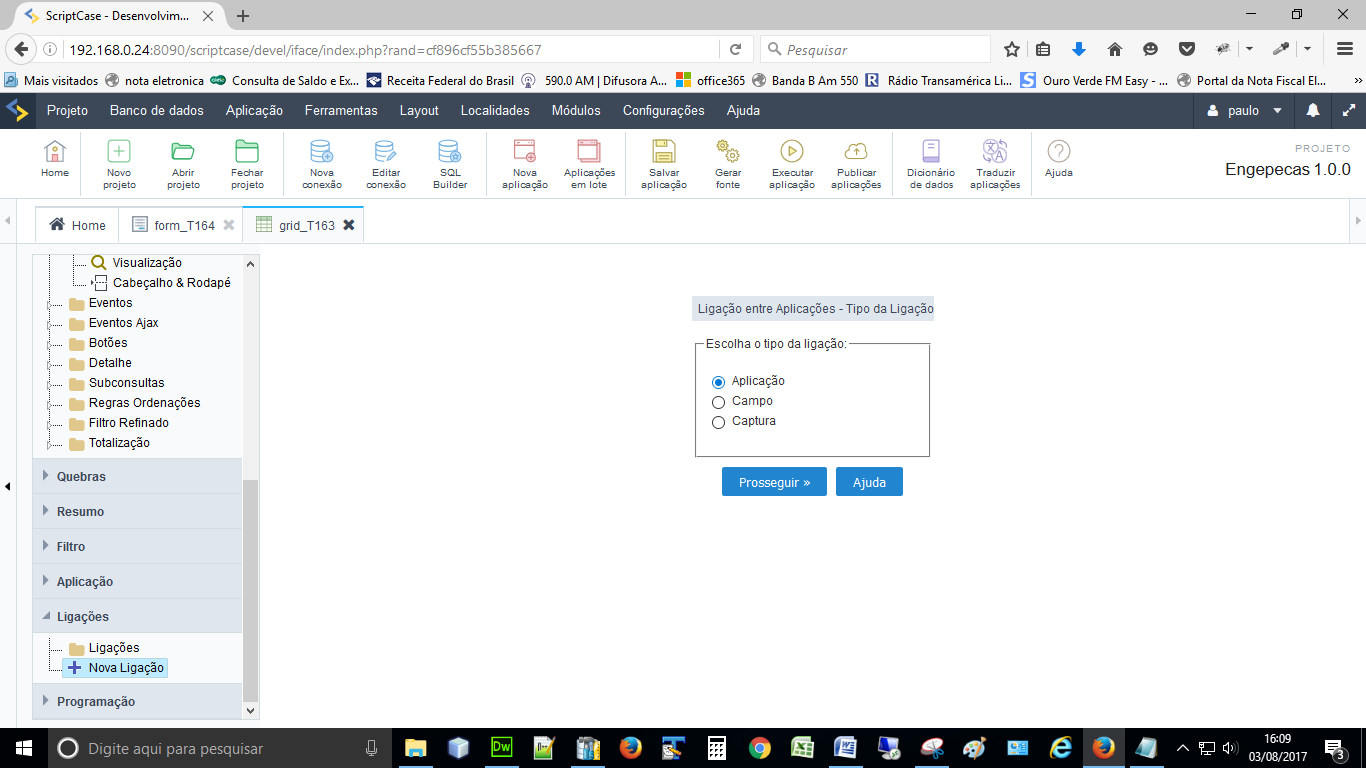 ScriptCase - Desenvolvim...
192.168.0.24:8090/scriptcase/devel/iface/index.php?rand=cf896cf55b385667
Pesquisar
Mais visitados nota eletronica Consulta de Saldo e Ex... Receita Federal do Brasil 590.0 AM | Difusora A... office365 Banda B Am 550 Rádio Transamérica Li... Ouro Verde FM Easy - ... Portal da Nota Fiscal El... »
Projeto Banco de dados Aplicação Ferramentas Layout Localidades Módulos Configurações Ajuda paulo
Home
Novo projeto
Abrir projeto
Fechar projeto
Nova conexão
Editar conexão
SQL Builder
Nova aplicação
Aplicações em lote
Salvar aplicação
Gerar fonte
Executar aplicação
Publicar aplicações
Dicionário de dados
Traduzir aplicações
Ajuda
PROJETO
Engepecas 1.0.0
Home form_T164 grid_T163
Visualização
Cabeçalho & Rodapé
Eventos
Eventos Ajax
Botões
Detalhe
Subconsultas
Regras Ordenações
Filtro Refinado
Totalização
Quebras
Resumo
Filtro
Aplicação
Ligações
Ligações
Nova Ligação
Programação
Ligação entre Aplicações - Tipo da Ligação
Escolha o tipo da ligação:
Aplicação
Campo
Captura
Prosseguir » Ajuda
Digite aqui para pesquisar
Dw
16:09
03/08/2017
3